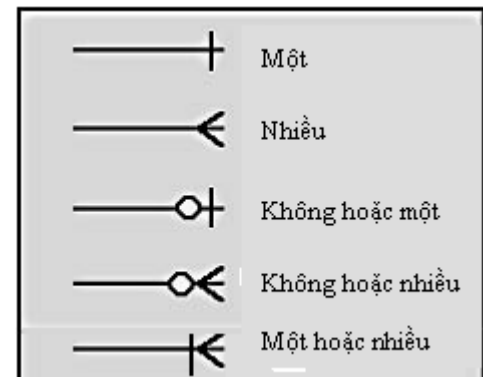 Một
Nhiều
Không hoặc một
Không hoặc nhiều
Một hoặc nhiều